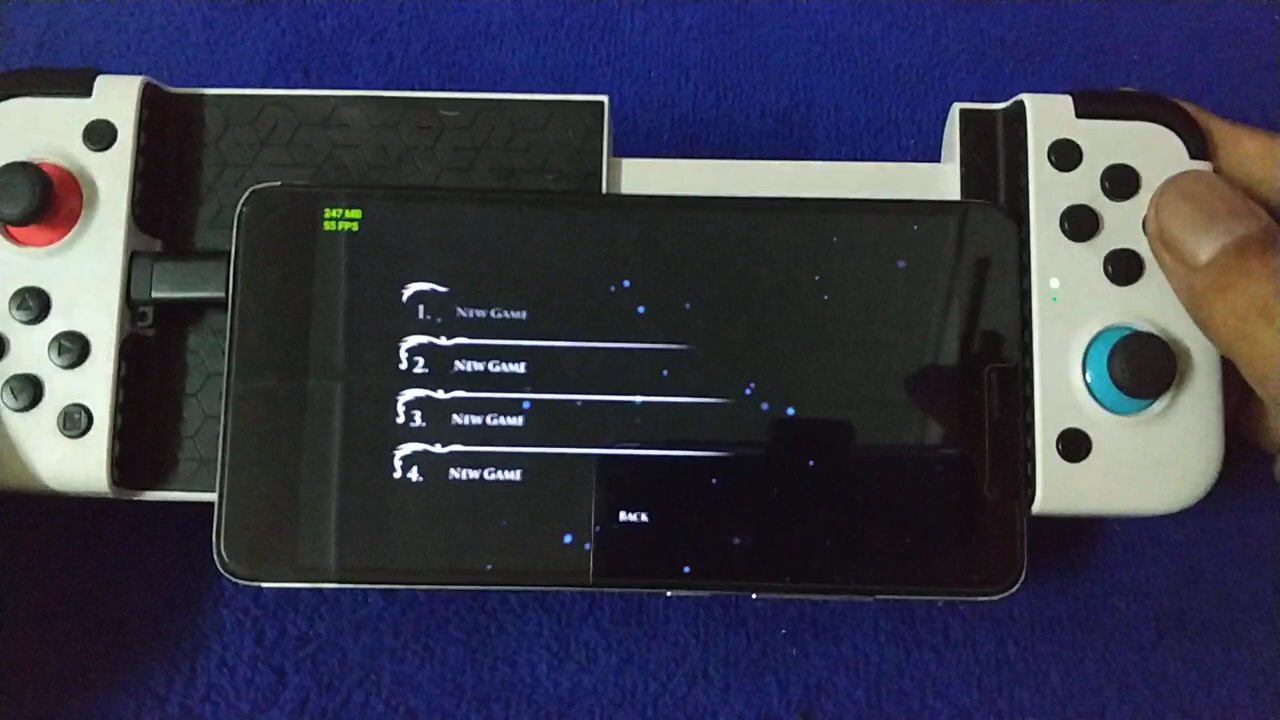 247 MB
55 FPS
1. NEW GAME
2. NEW GAME
3. NEW GAME
4. NEW GAME
BACK